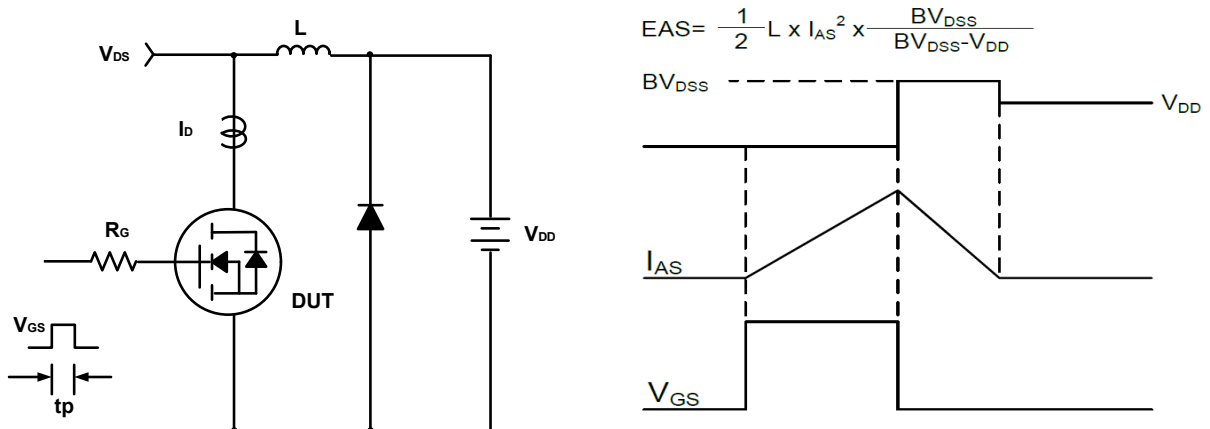 L
VDS
ID
RG
VDD
DUT
VGS
tp
EAS= 1/2 L x IAS² x BVDSS/BVDSS-VDD
BVDSS
VDD
IAS
VGS